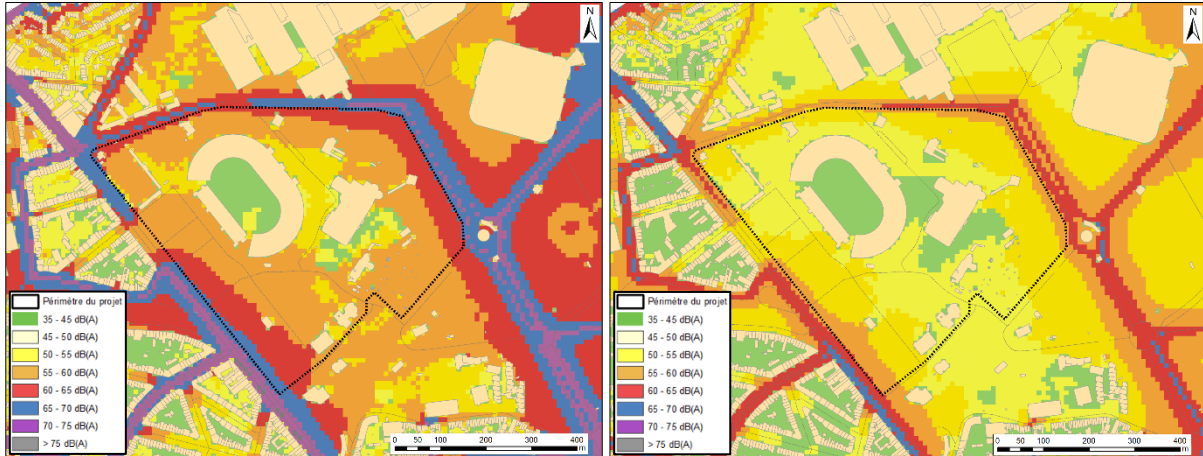 N
Périmètre du projet
35 - 45 dB(A)
45 - 50 dB(A)
50 - 55 dB(A)
55 - 60 dB(A)
60 - 65 dB(A)
65 - 70 dB(A)
70 - 75 dB(A)
> 75 dB(A)
0 50 100 200 300 400
m
N
Périmètre du projet
35 - 45 dB(A)
45 - 50 dB(A)
50 - 55 dB(A)
55 - 60 dB(A)
60 - 65 dB(A)
65 - 70 dB(A)
70 - 75 dB(A)
> 75 dB(A)
0 50 100 200 300 400
m